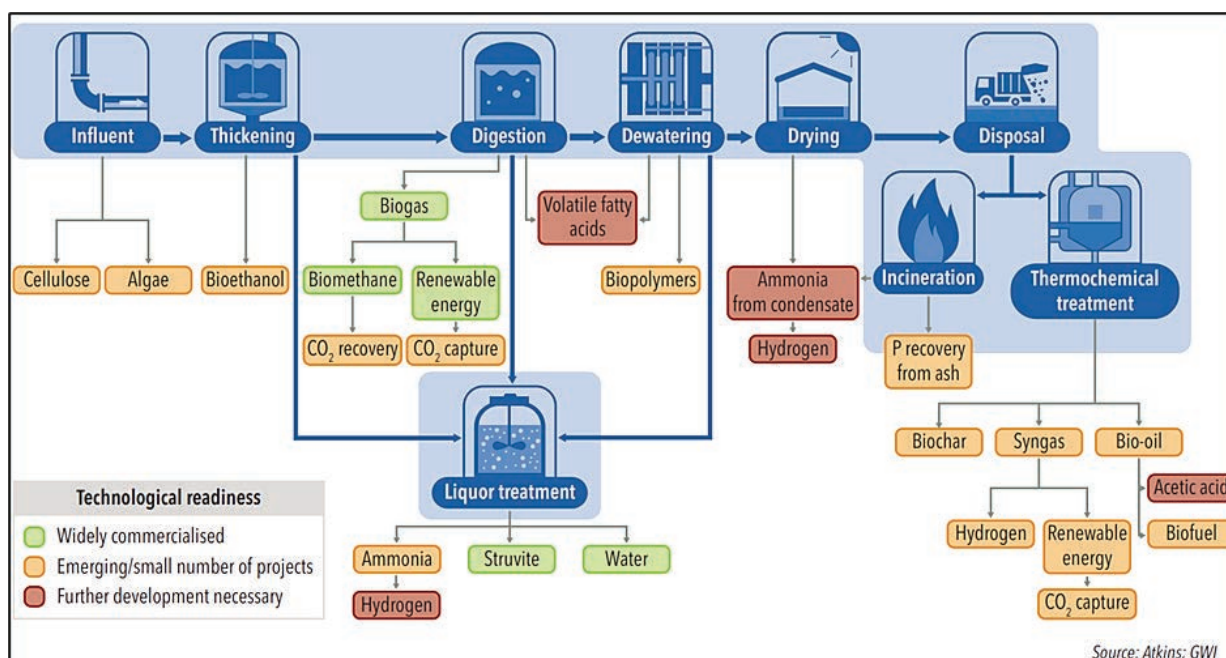 Influent
Thickening
Digestion
Dewatering
Drying
Disposal
Biogas
Volatile fatty
acids
Incineration
Thermochemical
treatment
Cellulose
Algae
Bioethanol
Biomethane
Renewable
energy
Biopolymers
Ammonia
from condensate
CO₂ recovery
CO₂ capture
Hydrogen
P recovery
from ash
Biochar
Syngas
Bio-oil
Liquor treatment
Acetic acid
Hydrogen
Renewable
energy
Biofuel
CO₂ capture
Technological readiness
Widely commercialised
Emerging/small number of projects
Further development necessary
Ammonia
Struvite
Water
Hydrogen
Source: Atkins; GWI